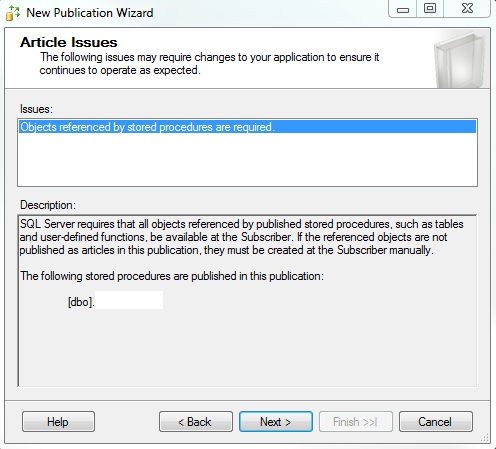 New Publication Wizard
Article Issues
The following issues may require changes to your application to ensure it
continues to operate as expected.
Issues:
Objects referenced by stored procedures are required.
Description:
SQL Server requires that all objects referenced by published stored procedures, such as tables
and user-defined functions, be available at the Subscriber. If the referenced objects are not
published as articles in this publication, they must be created at the Subscriber manually.
The following stored procedures are published in this publication:
[dbo].
Help
< Back
Next >
Finish >>|
Cancel